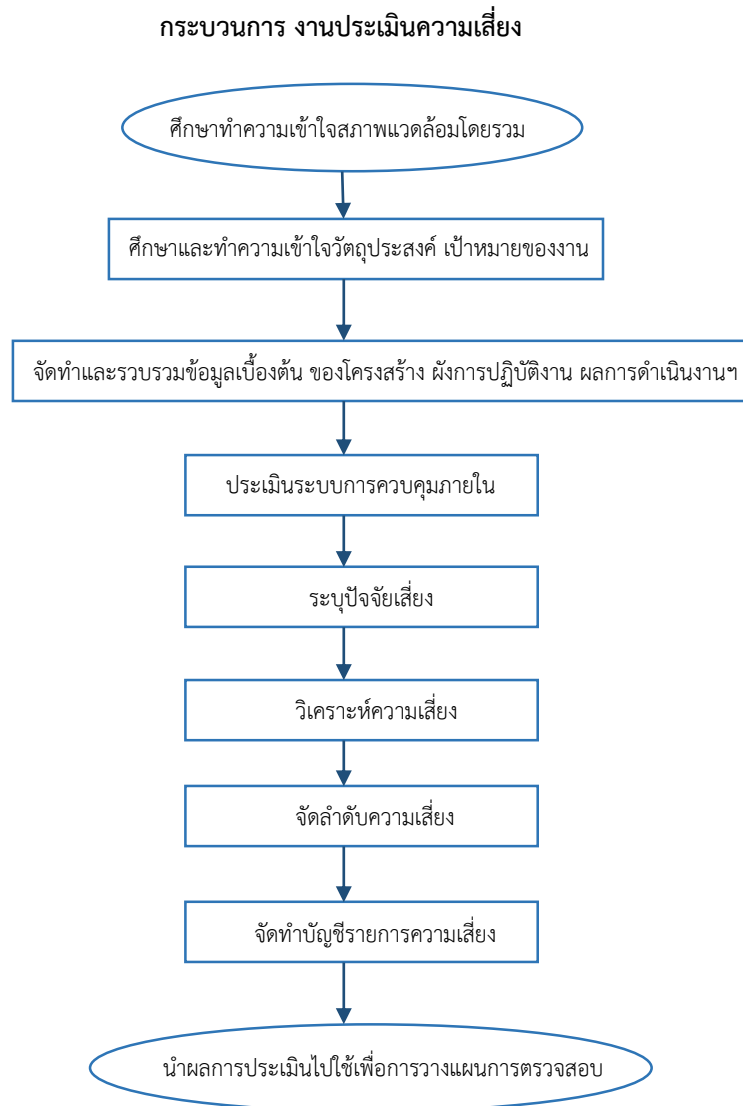 กระบวนการ งานประเมินความเสี่ยง
ศึกษาทำความเข้าใจสภาพแวดล้อมโดยรวม
ศึกษาและทำความเข้าใจวัตถุประสงค์ เป้าหมายของงาน
จัดทำและรวบรวมข้อมูลเบื้องต้น ของโครงสร้าง ผังการปฏิบัติงาน ผลการดำเนินงานฯ
ประเมินระบบการควบคุมภายใน
ระบุปัจจัยเสี่ยง
วิเคราะห์ความเสี่ยง
จัดลำดับความเสี่ยง
จัดทำบัญชีรายการความเสี่ยง
นำผลการประเมินไปใช้เพื่อการวางแผนการตรวจสอบ